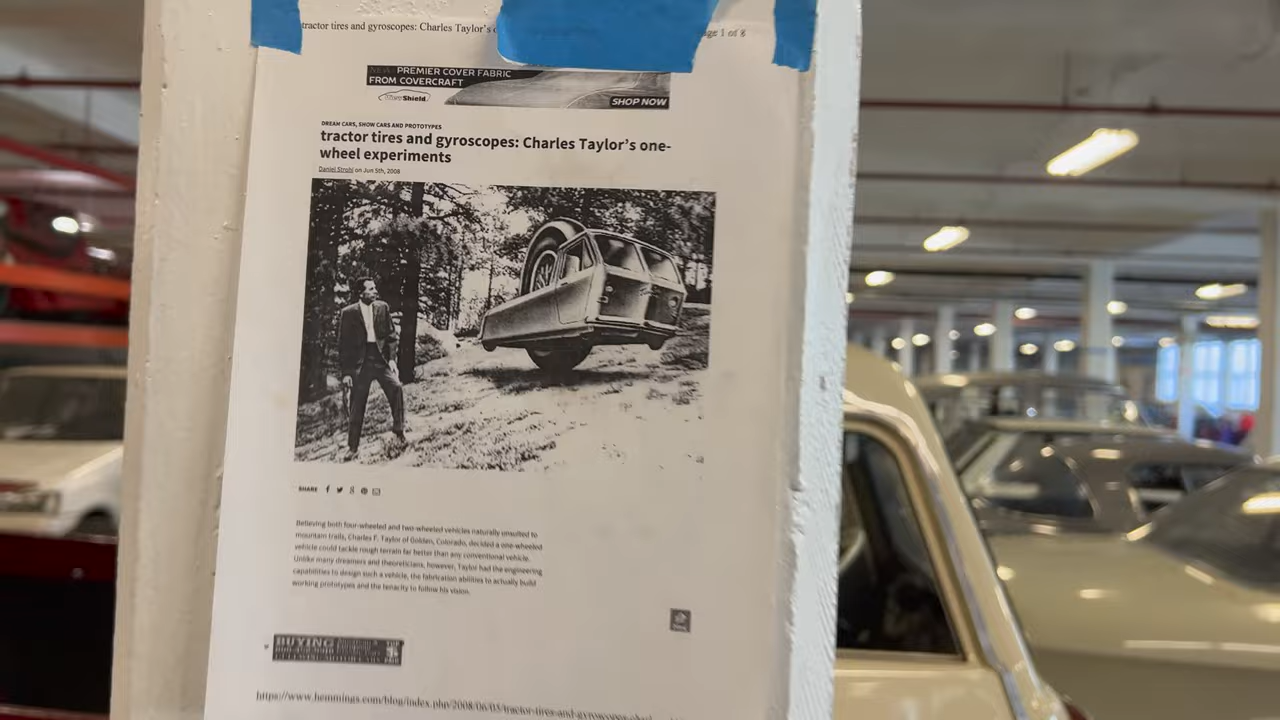 tractor tires and gyroscopes: Charles Taylor's
Page 1 of 8
NEW PREMIER COVER FABRIC
FROM COVERCRAFT
Shield
SHOP NOW
DREAM CARS, SHOW CARS AND PROTOTYPES
tractor tires and gyroscopes: Charles Taylor's one-
wheel experiments
Daniel Strohl on Jun 5th, 2008
SHARE
Believing both four-wheeled and two-wheeled vehicles naturally unsuited to
mountain trails, Charles F. Taylor of Golden, Colorado, decided a one-wheeled
vehicle could tackle rough terrain far better than any conventional vehicle.
Unlike many dreamers and theoreticians, however, Taylor had the engineering
capabilities to design such a vehicle, the fabrication abilities to actually build
working prototypes and the tenacity to follow his vision.
BUYING
https://www.hemmings.com/blog/index.php/2008/06/05/tractor-tires-and-gyroscopes-